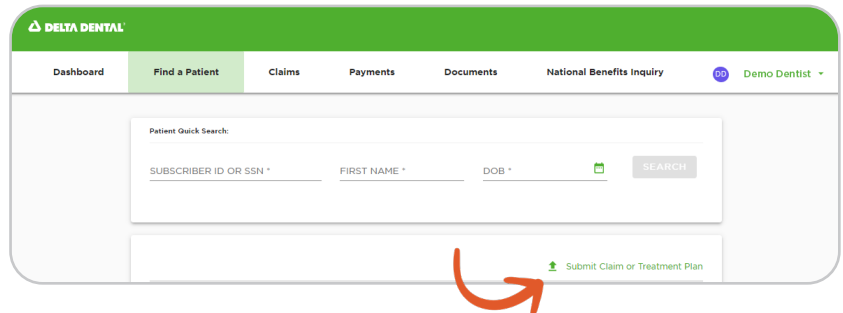 DELTA DENTAL
Dashboard Find a Patient Claims Payments Documents National Benefits Inquiry DD Demo Dentist
Patient Quick Search:
SUBSCRIBER ID OR SSN * FIRST NAME * DOB * SEARCH
Submit Claim or Treatment Plan